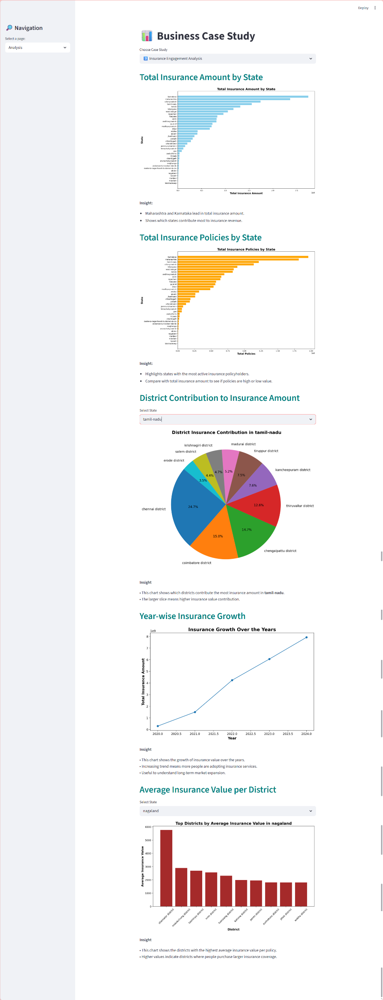 Deploy
Navigation
Select a page:
Analysis
Business Case Study
Choose Case Study
3 Insurance Engagement Analysis
Total Insurance Amount by State
Total Insurance Amount by State
karnataka
maharashtra
uttar-pradesh
tamil-nadu
kerala
telangana
west-bengal
rajasthan
haryana
delhi
andhra-pradesh
gujarat
madhya-pradesh
bihar
odisha
assam
jharkhand
punjab
chhattisgarh
uttarakhand
jammu-&-kashmir
himachal-pradesh
goa
puducherry
tripura
chandigarh
arunachal-pradesh
meghalaya
andaman-&-nicobar-islands
dadra-&-nagar-haveli-&-daman-&-diu
sikkim
nagaland
ladakh
manipur
mizoram
lakshadweep
State
0.0 0.5 1.0 1.5 2.0 2.5
1e9
Total Insurance Amount
Insight:
• Maharashtra and Karnataka lead in total insurance amount.
• Shows which states contribute most to insurance revenue.
Total Insurance Policies by State
Total Insurance Policies by State
karnataka
maharashtra
tamil-nadu
uttar-pradesh
telangana
west-bengal
kerala
andhra-pradesh
delhi
rajasthan
haryana
gujarat
bihar
madhya-pradesh
odisha
assam
jharkhand
chhattisgarh
punjab
uttarakhand
jammu-&-kashmir
himachal-pradesh
goa
puducherry
tripura
chandigarh
dadra-&-nagar-haveli-&-daman-&-diu
andaman-&-nicobar-islands
meghalaya
arunachal-pradesh
sikkim
nagaland
manipur
mizoram
ladakh
lakshadweep
State
0.00 0.25 0.50 0.75 1.00 1.25 1.50 1.75 2.00
1e6
Total Policies
Insight:
• Highlights states with the most active insurance policyholders.
• Compare with total insurance amount to see if policies are high or low value.
District Contribution to Insurance Amount
Select State
tamil-nadu
District Insurance Contribution in tamil-nadu
madurai district
krishnagiri district
tiruppur district
salem district
erode district
kancheepuram district
5.2%
4.7%
7.5%
4.4%
3.5%
7.6%
chennai district
24.7%
12.6%
thiruvallur district
14.7%
15.0%
chengalpattu district
coimbatore district
Insight
• This chart shows which districts contribute the most insurance amount in tamil-nadu.
• The larger slice means higher insurance value contribution.
Year-wise Insurance Growth
Insurance Growth Over the Years
1e9
8
7
6
5
4
3
2
1
0
Total Insurance Amount
2020.0 2020.5 2021.0 2021.5 2022.0 2022.5 2023.0 2023.5 2024.0
Year
Insight
• This chart shows the growth of insurance value over the years.
• Increasing trend means more people are adopting insurance services.
• Useful to understand long-term market expansion.
Average Insurance Value per District
Select State
nagaland
Top Districts by Average Insurance Value in nagaland
6000
5000
4000
3000
2000
1000
0
Average Insurance Value
shamator district
mokokchung district
tseminyu district
mon district
tuensang district
kohima district
peren district
zunheboto district
phek district
wokha district
District
Insight
• This chart shows the districts with the highest average insurance value per policy.
• Higher values indicate districts where people purchase larger insurance coverage.